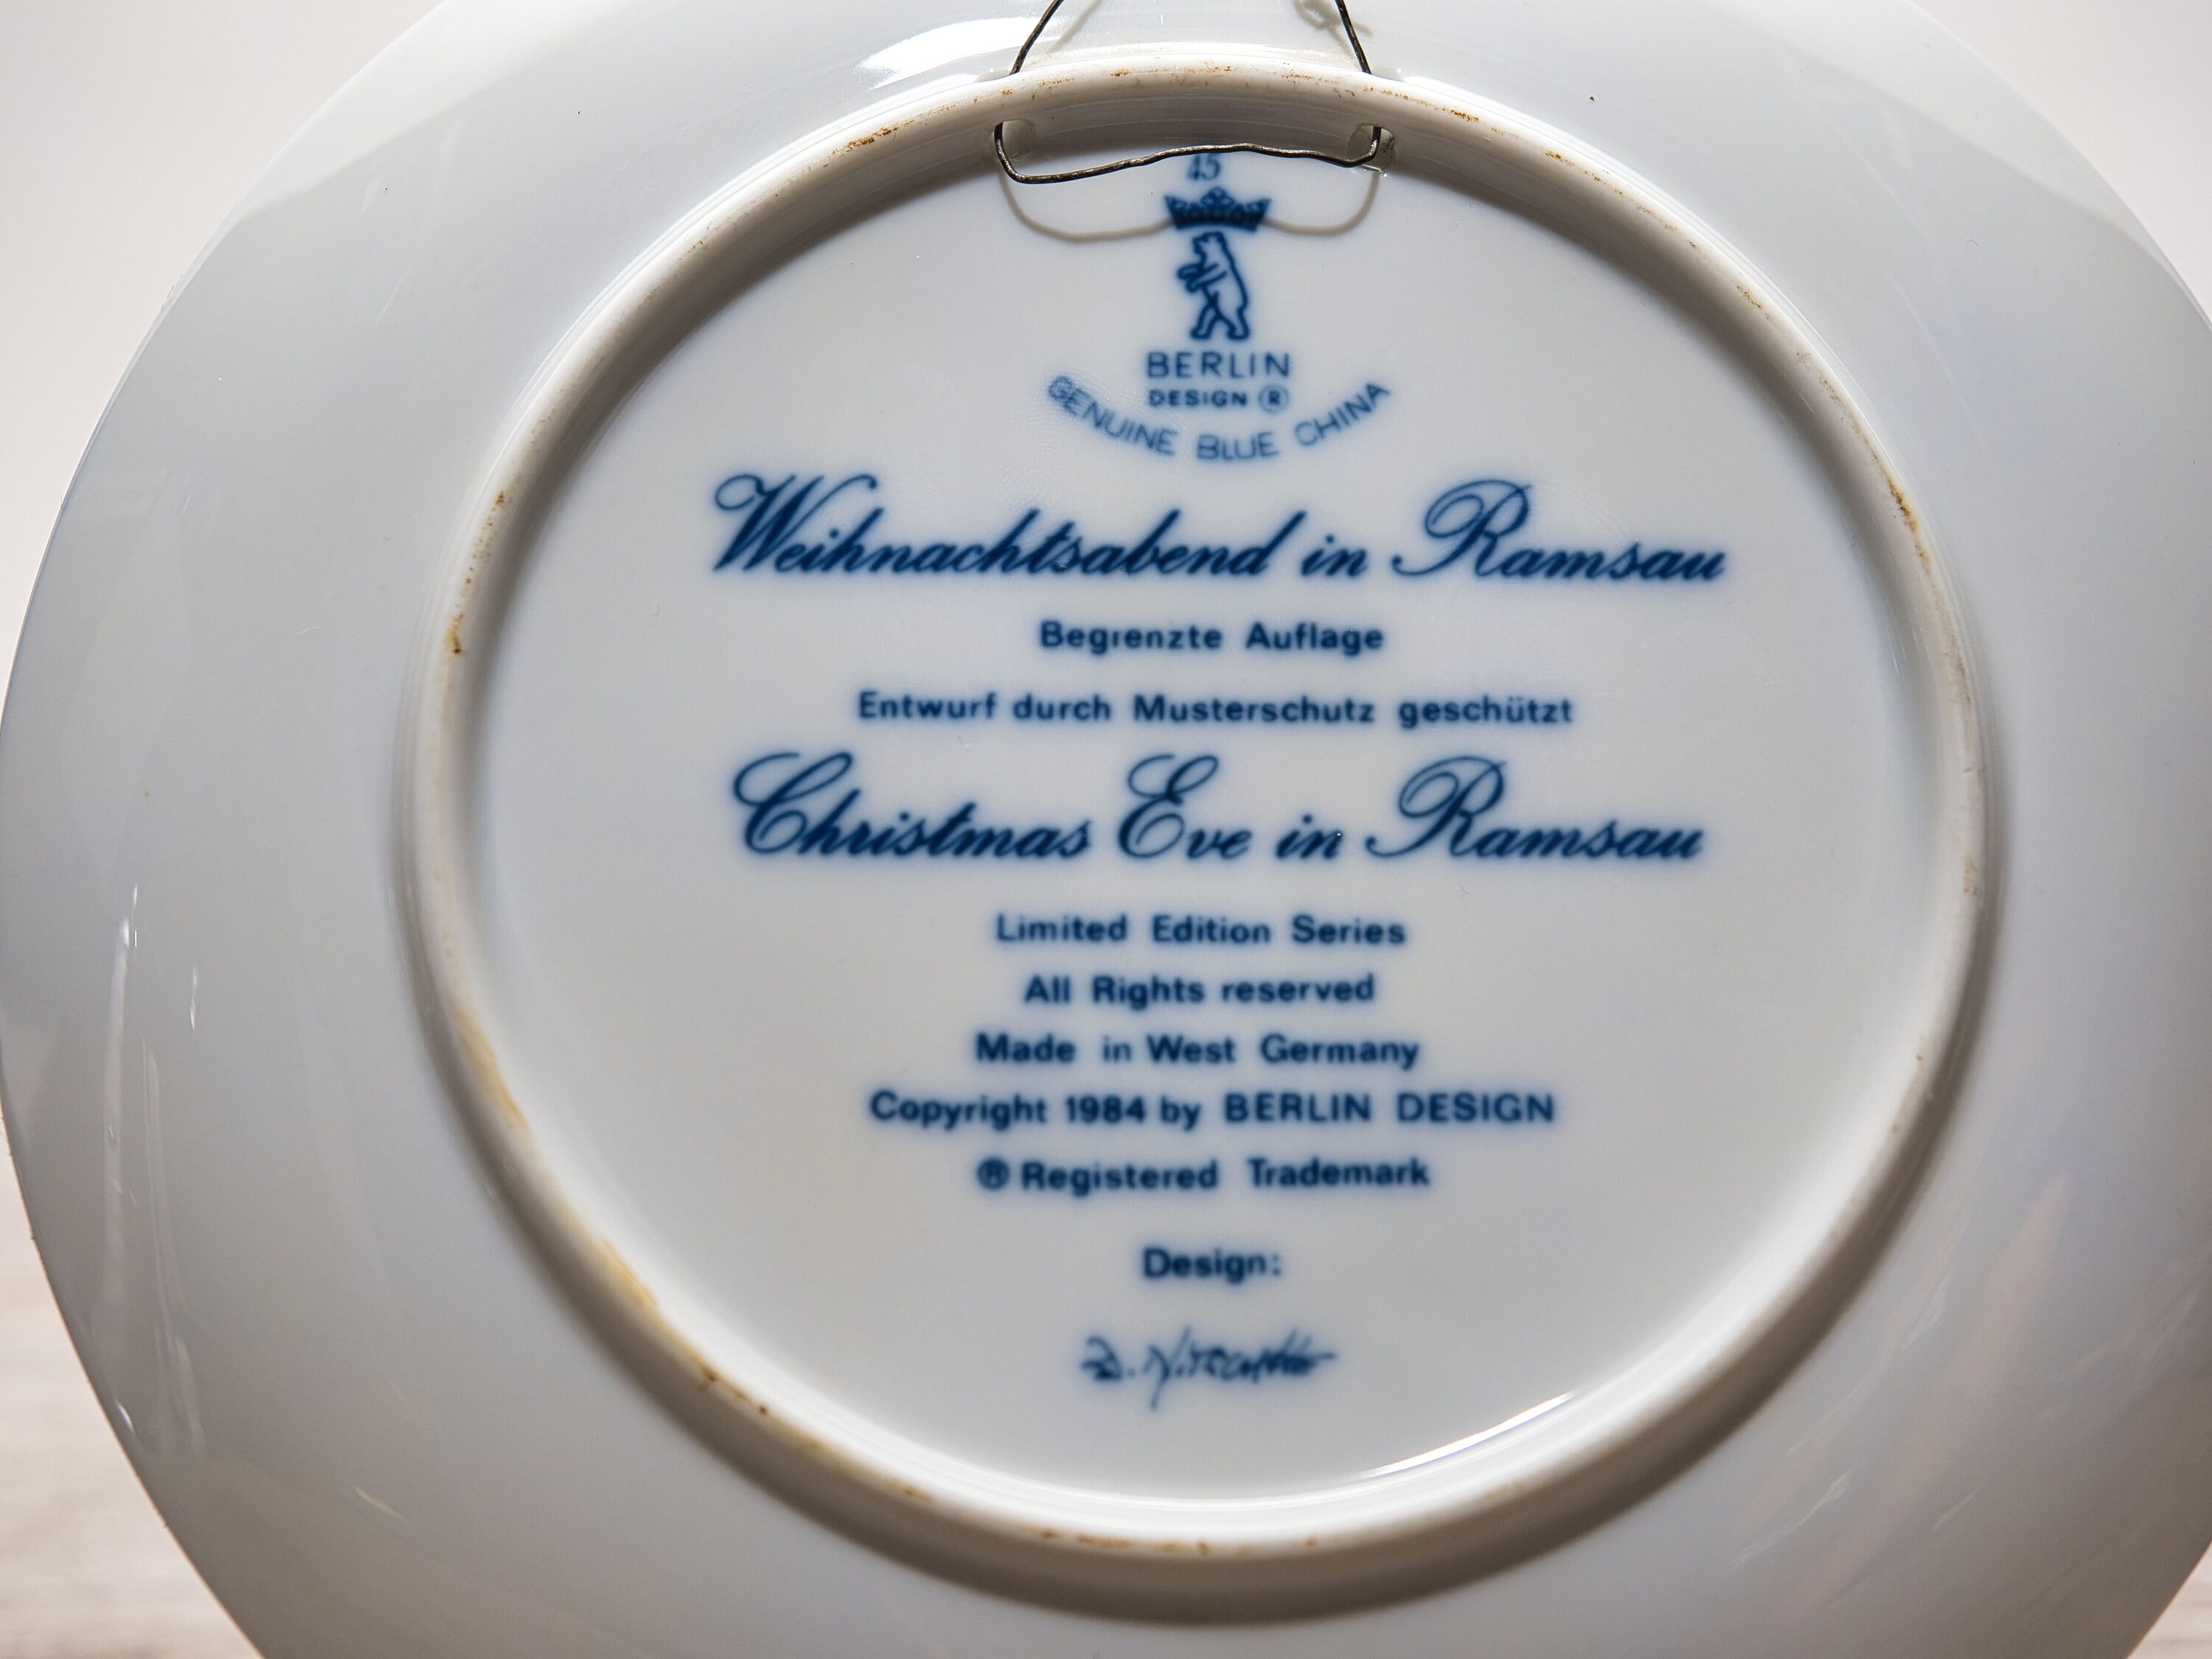 45
BERLIN
DESIGN ®
GENUINE BLUE CHINA
Weihnachtsabend in Ramsau
Begrenzte Auflage
Entwurf durch Musterschutz geschützt
Christmas Eve in Ramsau
Limited Edition Series
All Rights reserved
Made in West Germany
Copyright 1984 by BERLIN DESIGN
® Registered Trademark
Design: